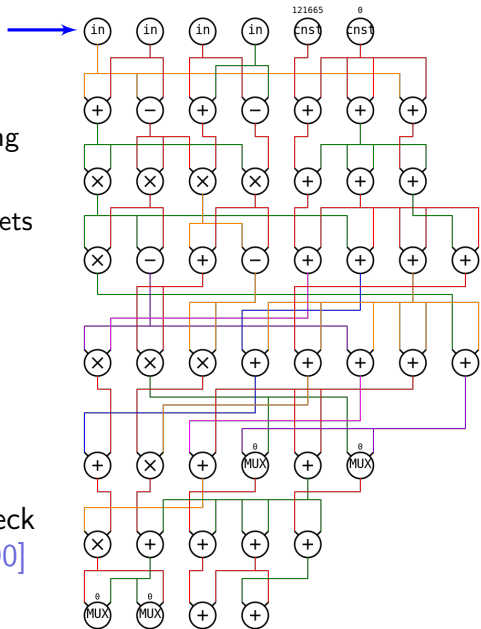 121665 0
in in in in cnst cnst
+ − + − + + +
ng
× × × × + + +
ets
× − + − + + + +
× × × + + + + +
0 0
+ × + MUX + MUX
eck
× + + + +
00]
0 0
MUX MUX + +